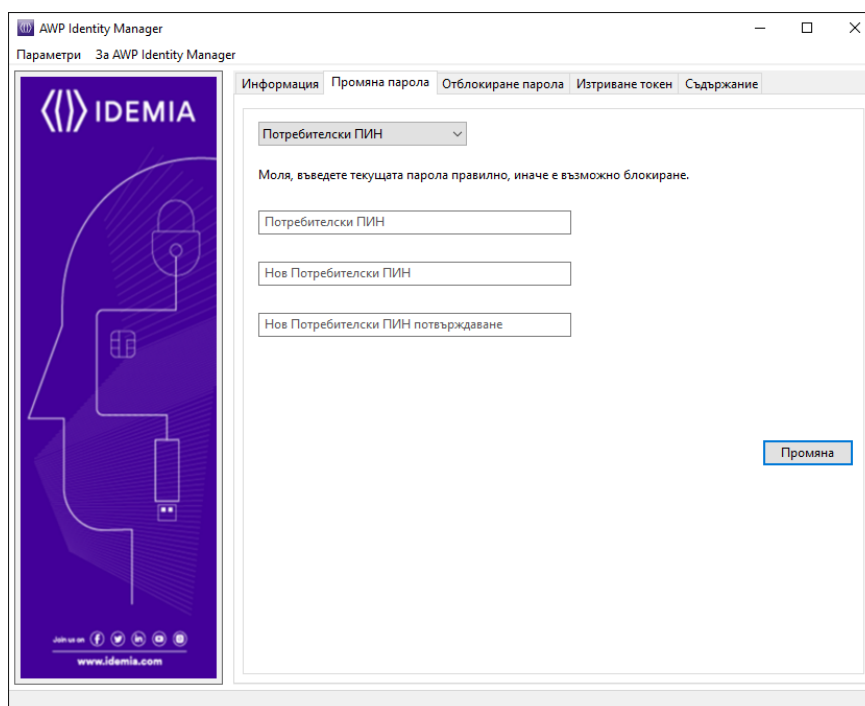 AWP Identity Manager
Параметри За AWP Identity Manager
IDEMIA
Join us on
www.idemia.com
Информация Промяна парола Отблокиране парола Изтриване токен Съдържание
Потребителски ПИН
Моля, въведете текущата парола правилно, иначе е възможно блокиране.
Потребителски ПИН
Нов Потребителски ПИН
Нов Потребителски ПИН потвърждаване
Промяна